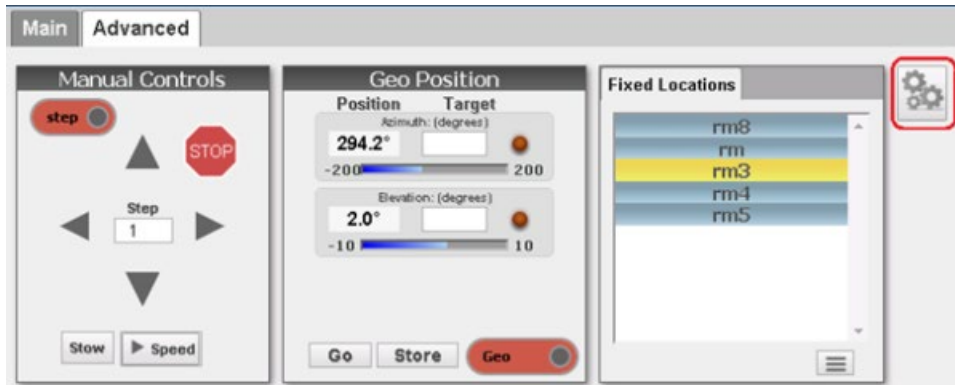 Main Advanced
Manual Controls
step
STOP
Step
1
Stow
Speed
Geo Position
Position Target
Azimuth: (degrees)
294.2°
-200 200
Elevation: (degrees)
2.0°
-10 10
Go Store Geo
Fixed Locations
rm8
rm
rm3
rm4
rm5